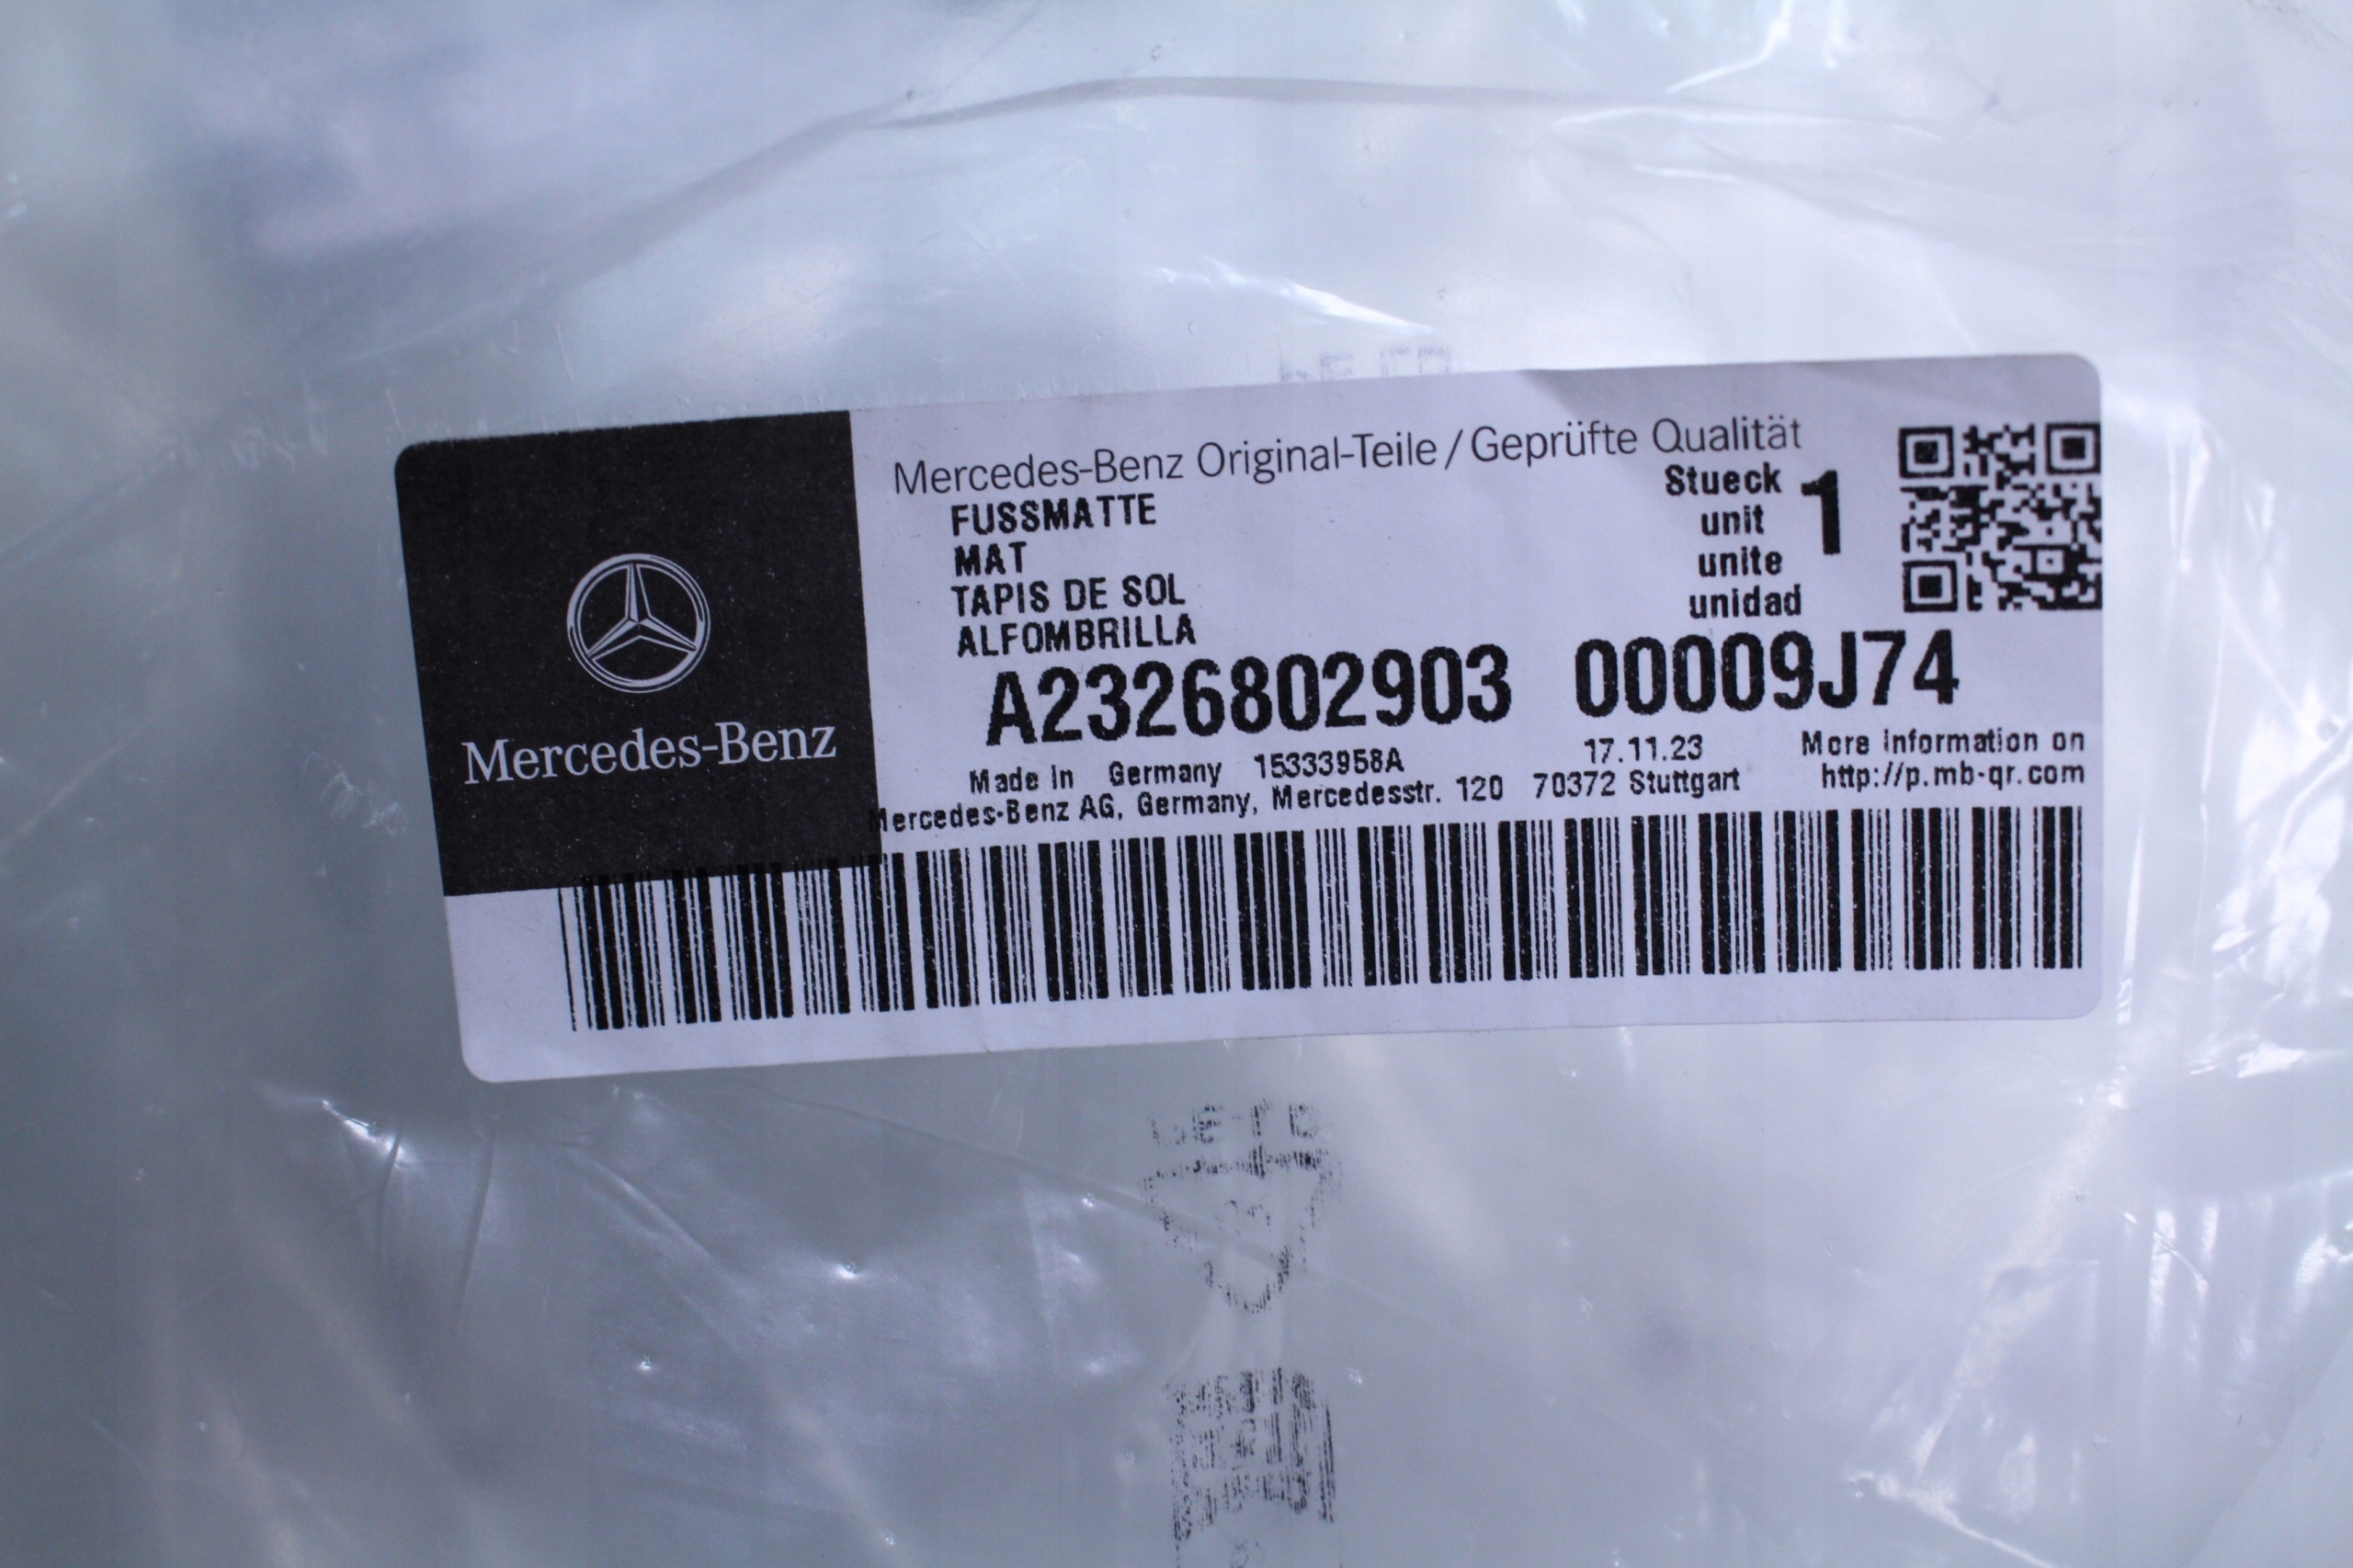 Mercedes-Benz
Mercedes-Benz Original-Teile / Geprüfte Qualität
FUSSMATTE
MAT
TAPIS DE SOL
ALFOMBRILLA
Stueck
unit
unite
unidad
1
A2326802903 00009J74
Made in Germany 15333958A 17.11.23
Mercedes-Benz AG, Germany, Mercedesstr. 120 70372 Stuttgart
More information on
http://p.mb-qr.com